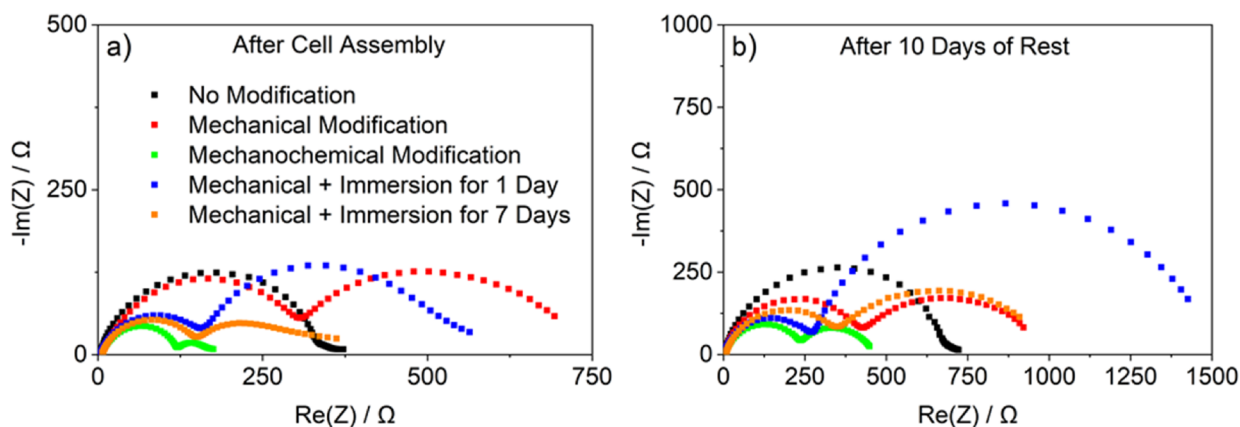 a) After Cell Assembly
No Modification
Mechanical Modification
Mechanochemical Modification
Mechanical + Immersion for 1 Day
Mechanical + Immersion for 7 Days
500
250
0
-Im(Z) / Ω
0 250 500 750
Re(Z) / Ω
b) After 10 Days of Rest
1000
750
500
250
0
-Im(Z) / Ω
0 250 500 750 1000 1250 1500
Re(Z) / Ω